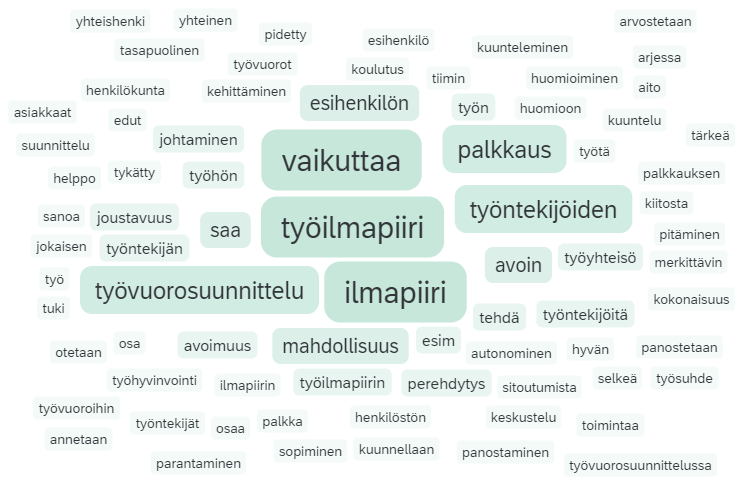 yhteishenki
yhteinen
arvostetaan
pidetty
esihenkilö
kuunteleminen
tasapuolinen
arjessa
työvuorot
koulutus
tiimin
huomioiminen
aito
henkilökunta
kehittäminen
esihenkilön
työn
huomioon
asiakkaat
edut
kuuntelu
tärkeä
suunnittelu
johtaminen
vaikuttaa
palkkaus
työtä
helppo
tykätty
työhön
palkkauksen
sanoa
joustavuus
saa
työilmapiiri
työntekijöiden
kiitosta
jokaisen
työntekijän
pitäminen
avoin
työyhteisö
merkittävin
työ
työvuorosuunnittelu
ilmapiiri
tuki
kokonaisuus
tehdä
työntekijöitä
otetaan
osa
avoimuus
mahdollisuus
esim
autonominen
hyvän
panostetaan
työhyvinvointi
ilmapiirin
työilmapiirin
perehdytys
sitoutumista
selkeä
työsuhde
työvuoroihin
työntekijät
osaa
palkka
henkilöstön
keskustelu
toimintaa
annetaan
parantaminen
sopiminen
kuunnellaan
panostaminen
työvuorosuunnittelussa